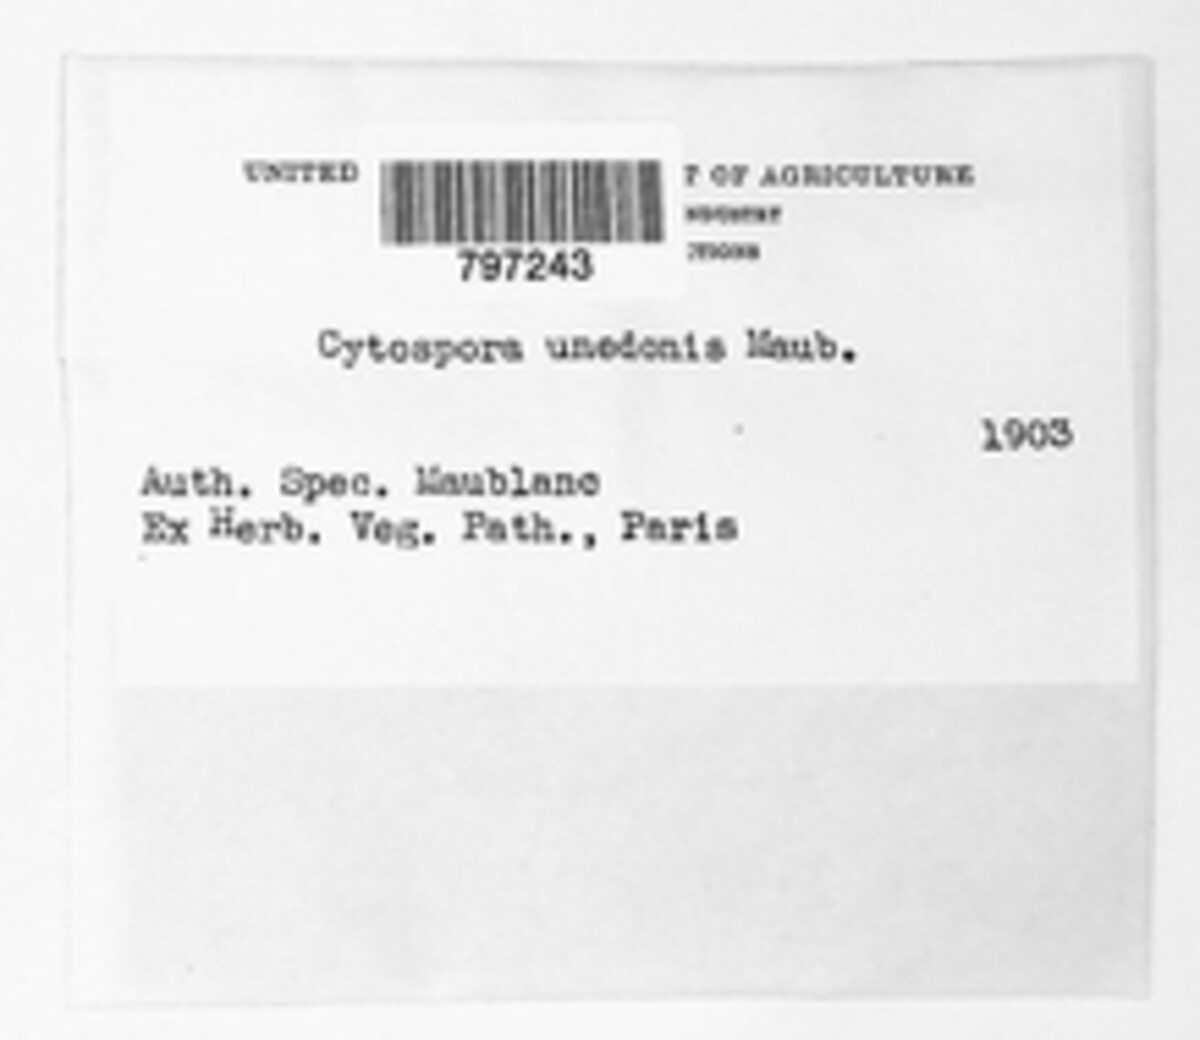 UNITED T OF AGRICULTURE
797243
Cytospora unedonis Maub.
1903
Auth. Spec. Maublanc
Ex Herb. Veg. Path., Paris